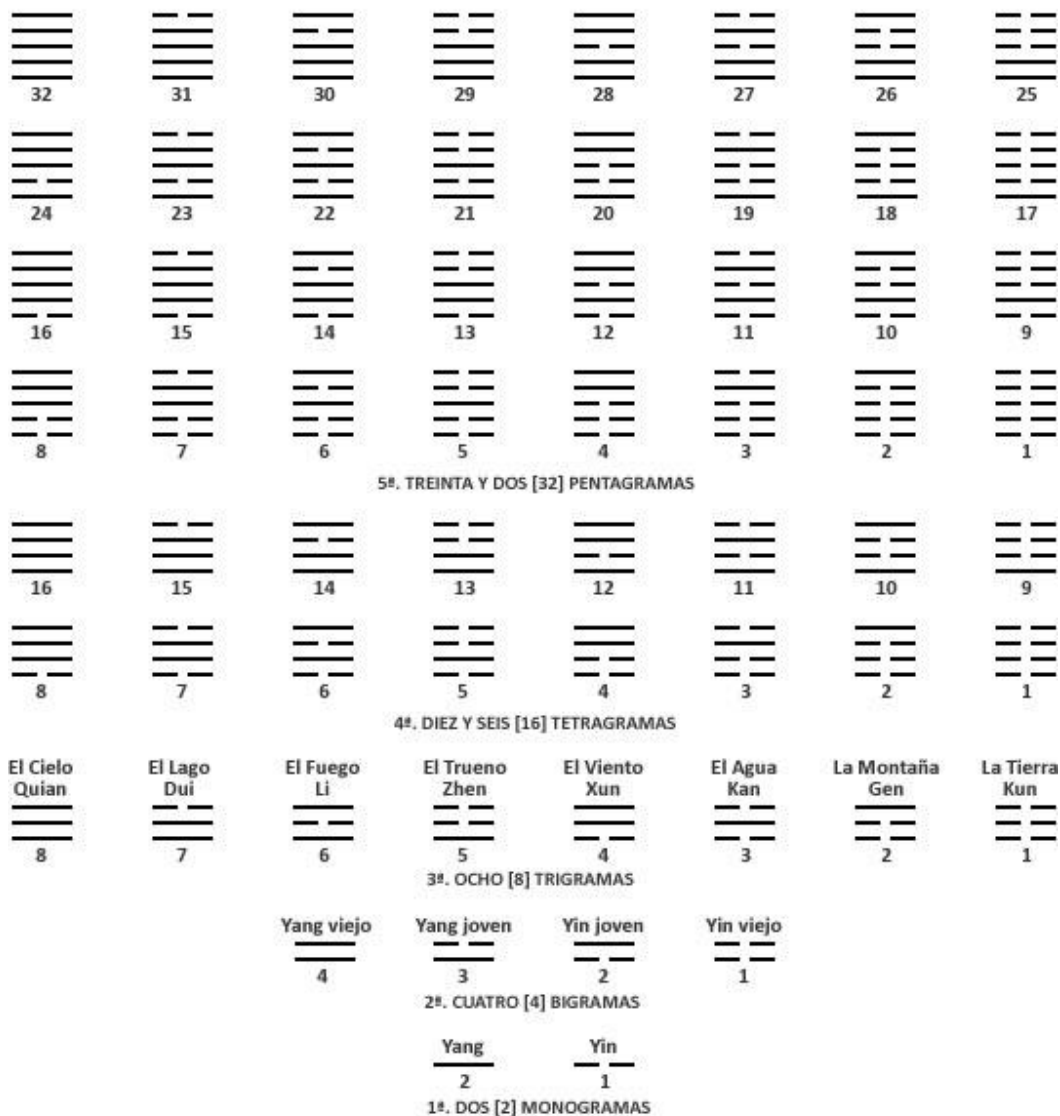 32 31 30 29 28 27 26 25
24 23 22 21 20 19 18 17
16 15 14 13 12 11 10 9
8 7 6 5 4 3 2 1
5ª. TREINTA Y DOS [32] PENTAGRAMAS
16 15 14 13 12 11 10 9
8 7 6 5 4 3 2 1
4ª. DIEZ Y SEIS [16] TETRAGRAMAS
El Cielo El Lago El Fuego El Trueno El Viento El Agua La Montaña La Tierra
Quian Dui Li Zhen Xun Kan Gen Kun
8 7 6 5 4 3 2 1
3ª. OCHO [8] TRIGRAMAS
Yang viejo Yang joven Yin joven Yin viejo
4 3 2 1
2ª. CUATRO [4] BIGRAMAS
Yang Yin
2 1
1ª. DOS [2] MONOGRAMAS